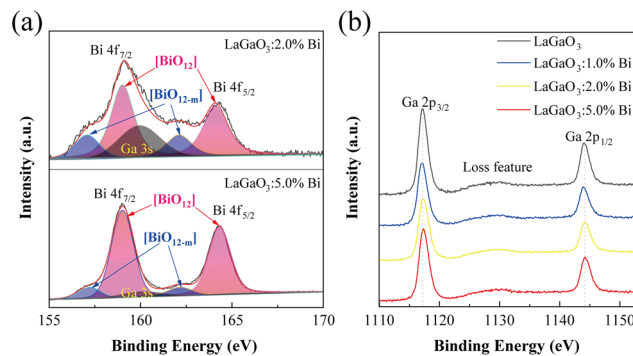 (a)
Bi 4f7/2
LaGaO3:2.0% Bi
[BiO12]
Bi 4f5/2
[BiO12-m]
Ga 3s
Bi 4f7/2
LaGaO3:5.0% Bi
[BiO12]
Bi 4f5/2
[BiO12-m]
Ga 3s
Intensity (a.u.)
155 160 165 170
Binding Energy (eV)
(b)
LaGaO3
LaGaO3:1.0% Bi
LaGaO3:2.0% Bi
LaGaO3:5.0% Bi
Ga 2p3/2
Ga 2p1/2
Loss feature
Intensity (a.u.)
1110 1120 1130 1140 1150
Binding Energy (eV)